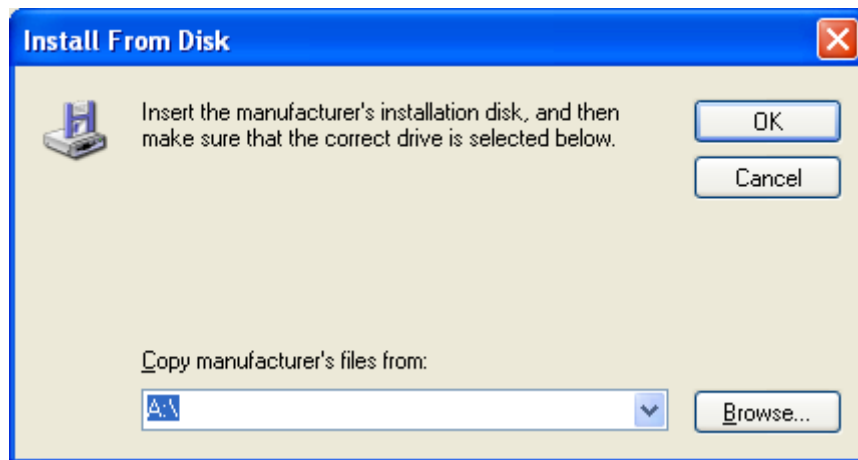 Install From Disk
Insert the manufacturer's installation disk, and then
make sure that the correct drive is selected below.
OK
Cancel
Copy manufacturer's files from:
A:\
Browse...